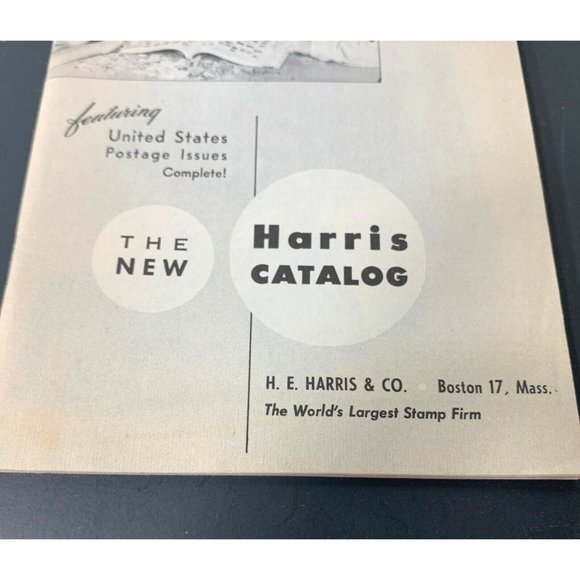 featuring
United States
Postage Issues
Complete!
THE
NEW
Harris
CATALOG
H. E. HARRIS & CO. Boston 17, Mass.
The World's Largest Stamp Firm